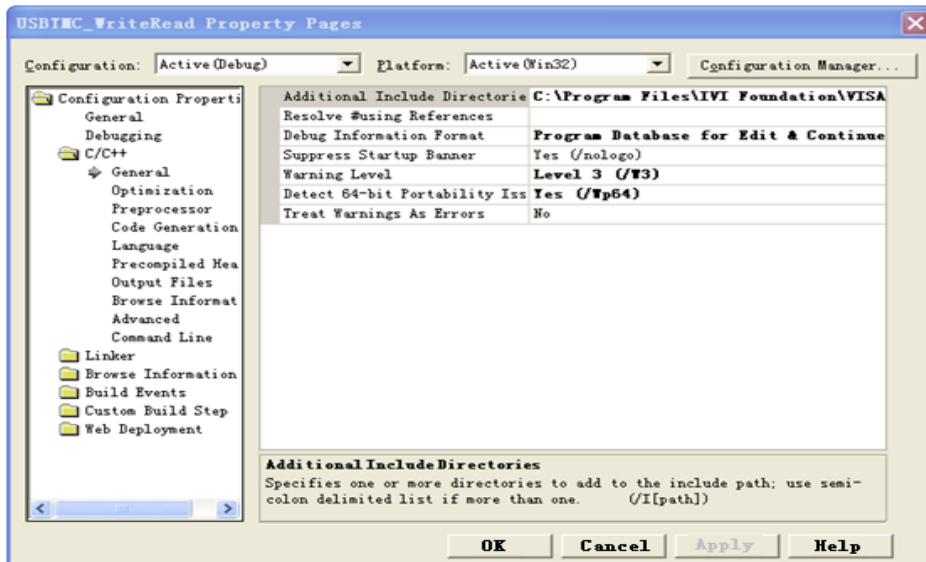 USBTMC_WriteRead Property Pages
Configuration: Active(Debug) Platform: Active(Win32) Configuration Manager...
Configuration Properti
General
Debugging
C/C++
General
Optimization
Preprocessor
Code Generation
Language
Precompiled Hea
Output Files
Browse Informat
Advanced
Command Line
Linker
Browse Information
Build Events
Custom Build Step
Web Deployment
Additional Include Directorie C:\Program Files\IVI Foundation\VISA
Resolve #using References
Debug Information Format Program Database for Edit & Continue
Suppress Startup Banner Yes (/nologo)
Warning Level Level 3 (/W3)
Detect 64-bit Portability Iss Yes (/Wp64)
Treat Warnings As Errors No
Additional Include Directories
Specifies one or more directories to add to the include path; use semi-
colon delimited list if more than one. (/I[path])
OK Cancel Apply Help